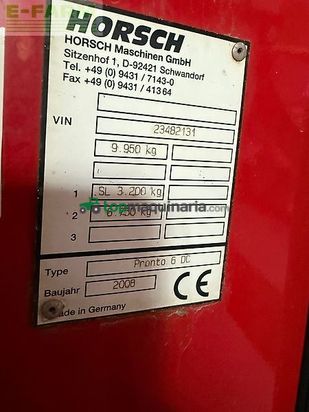 E-FARM
HORSCH
HORSCH Maschinen GmbH
Sitzenhof 1, D-92421 Schwandorf
Tel. +49 (0) 9431 / 7143-0
Fax +49 (0) 9431 / 41364
VIN 23482131
9.950 kg
1 SL 3.200 kg
topmaquinaria.com
2 6.750 kg
3
Type Pronto 6 DC
Baujahr 2008 CE
Made in Germany